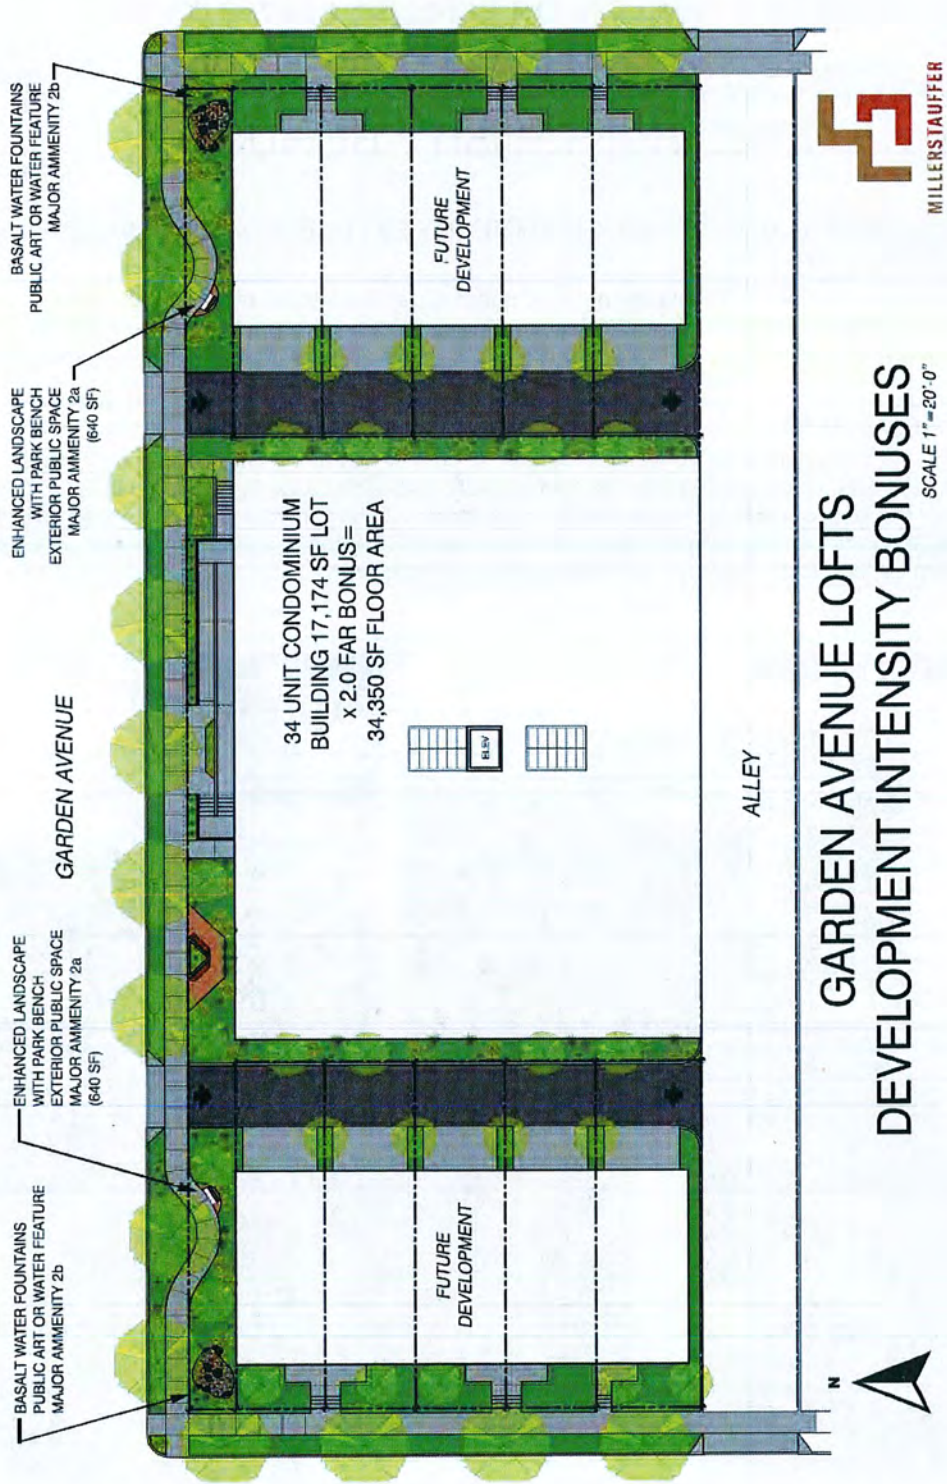 BASALT WATER FOUNTAINS
PUBLIC ART OR WATER FEATURE
MAJOR AMMENITY 2b
ENHANCED LANDSCAPE
WITH PARK BENCH
EXTERIOR PUBLIC SPACE
MAJOR AMMENITY 2a
(640 SF)
GARDEN AVENUE
ENHANCED LANDSCAPE
WITH PARK BENCH
EXTERIOR PUBLIC SPACE
MAJOR AMMENITY 2a
(640 SF)
BASALT WATER FOUNTAINS
PUBLIC ART OR WATER FEATURE
MAJOR AMMENITY 2b
FUTURE
DEVELOPMENT
34 UNIT CONDOMINIUM
BUILDING 17,174 SF LOT
x 2.0 FAR BONUS=
34,350 SF FLOOR AREA
ELEV
FUTURE
DEVELOPMENT
ALLEY
N
GARDEN AVENUE LOFTS
DEVELOPMENT INTENSITY BONUSES
SCALE 1"=20'-0"
MILLERSTAUFFER